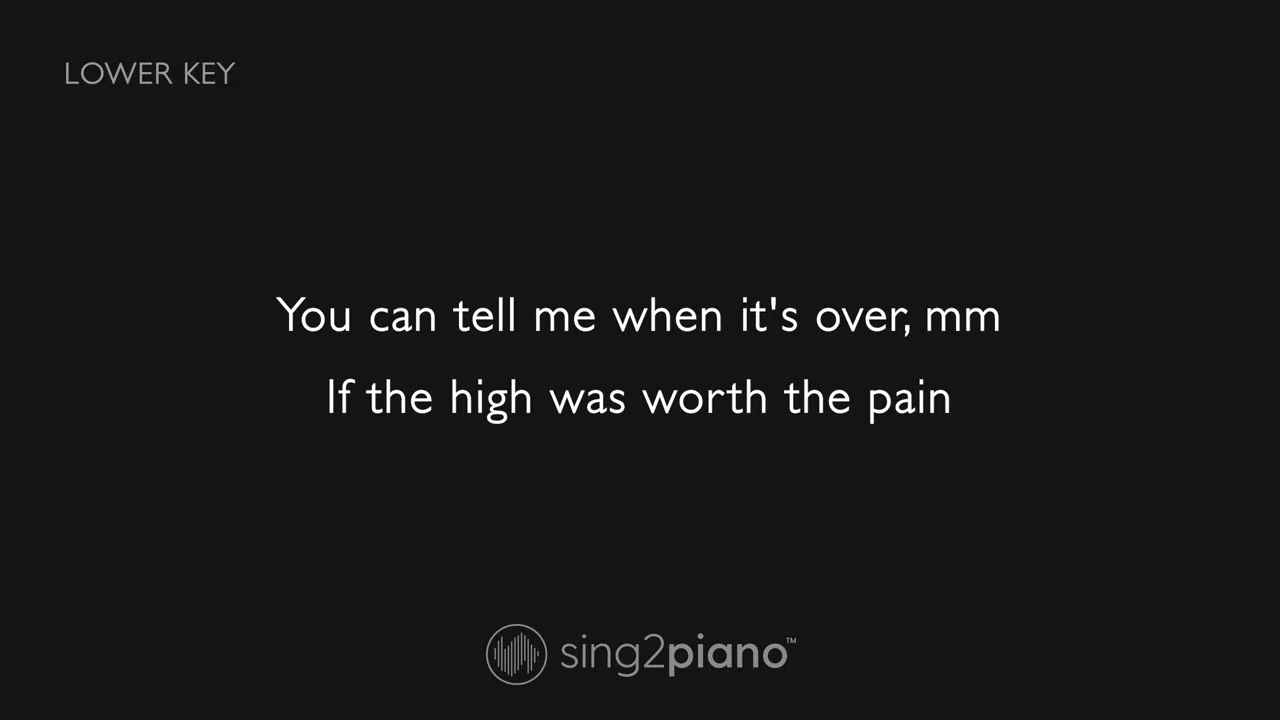 LOWER KEY
You can tell me when it's over, mm
If the high was worth the pain
sing2piano™